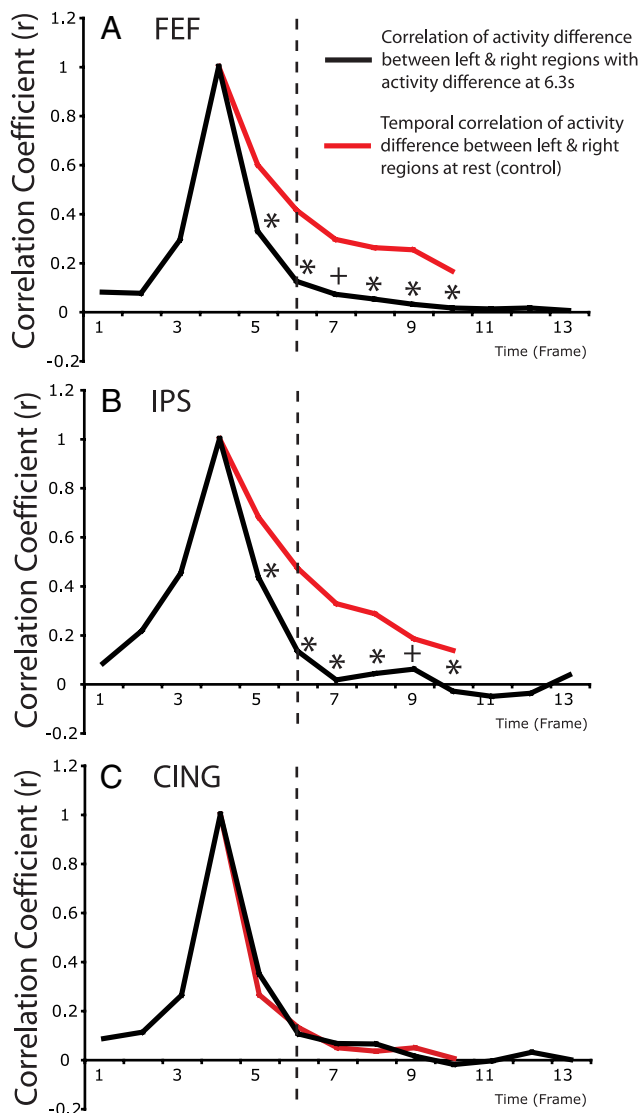 A FEF
Correlation of activity difference
between left & right regions with
activity difference at 6.3s
Temporal correlation of activity
difference between left & right
regions at rest (control)
Correlation Coefficient (r)
1.2
1
0.8
0.6
0.4
0.2
0
-0.2
* * + * * *
1 3 5 7 9 11 13
Time (Frame)
B IPS
Correlation Coefficient (r)
1.2
1
0.8
0.6
0.4
0.2
0
-0.2
* * * * + *
1 3 5 7 9 11 13
Time (Frame)
C CING
Correlation Coefficient (r)
1.2
1
0.8
0.6
0.4
0.2
0
-0.2
1 3 5 7 9 11 13
Time (Frame)